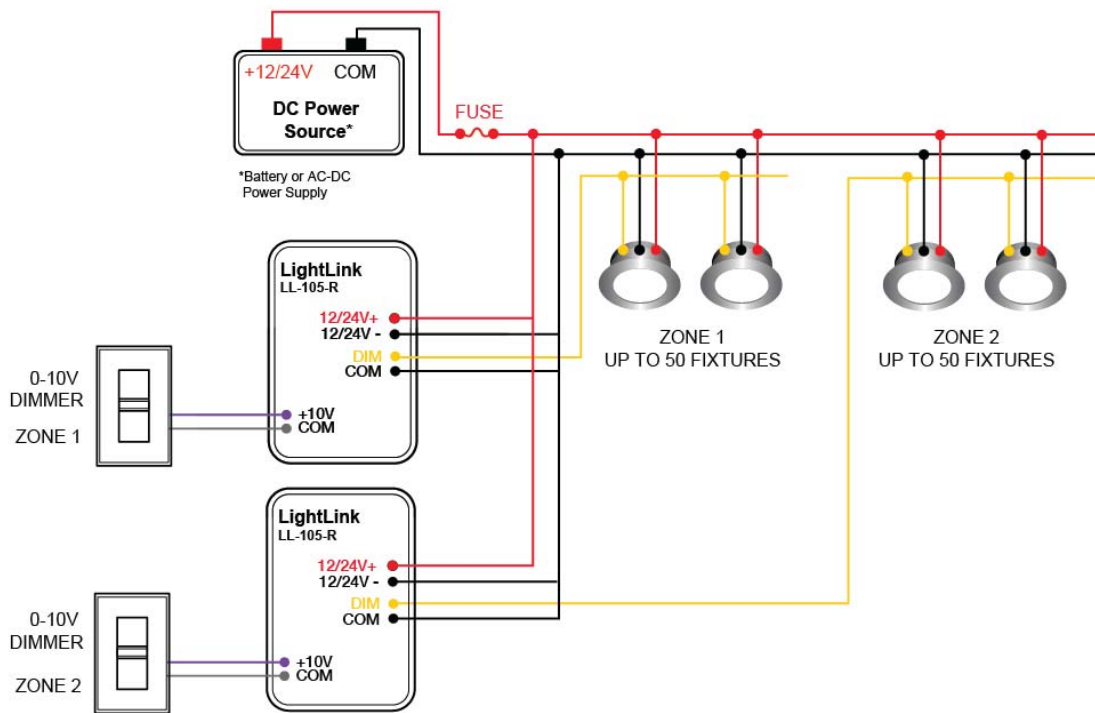 +12/24V COM
DC Power
Source*
*Battery or AC-DC
Power Supply
FUSE
LightLink
LL-105-R
12/24V+
12/24V -
DIM
COM
+10V
COM
0-10V
DIMMER
ZONE 1
ZONE 1
UP TO 50 FIXTURES
ZONE 2
UP TO 50 FIXTURES
LightLink
LL-105-R
12/24V+
12/24V -
DIM
COM
+10V
COM
0-10V
DIMMER
ZONE 2